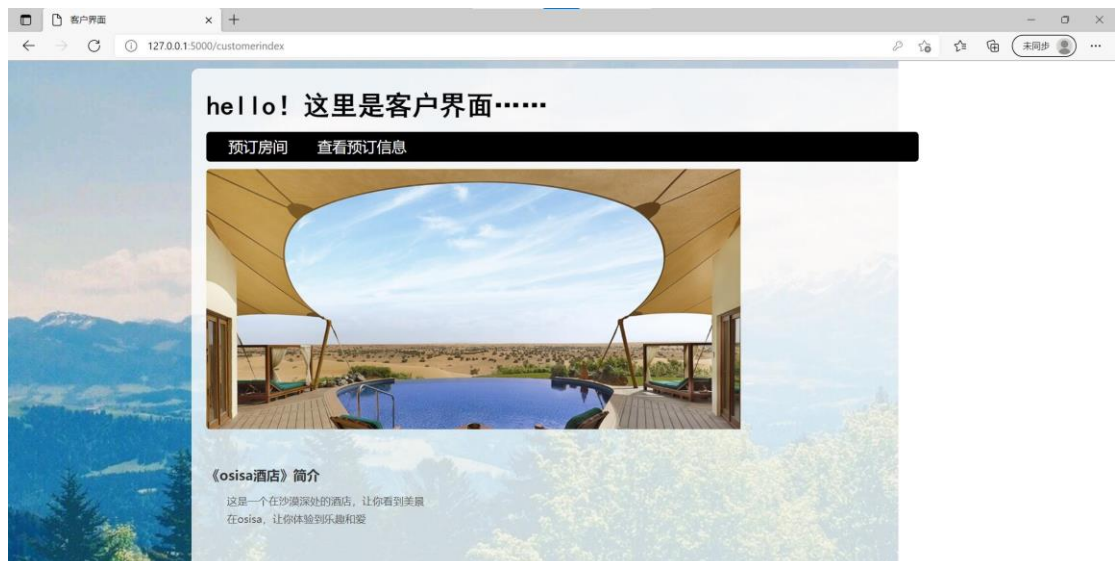 客户界面
127.0.0.1:5000/customerindex
未同步
hello! 这里是客户界面……
预订房间 查看预订信息
《osisa酒店》简介
这是一个在沙漠深处的酒店，让你看到美景
在osisa，让你体验到乐趣和爱